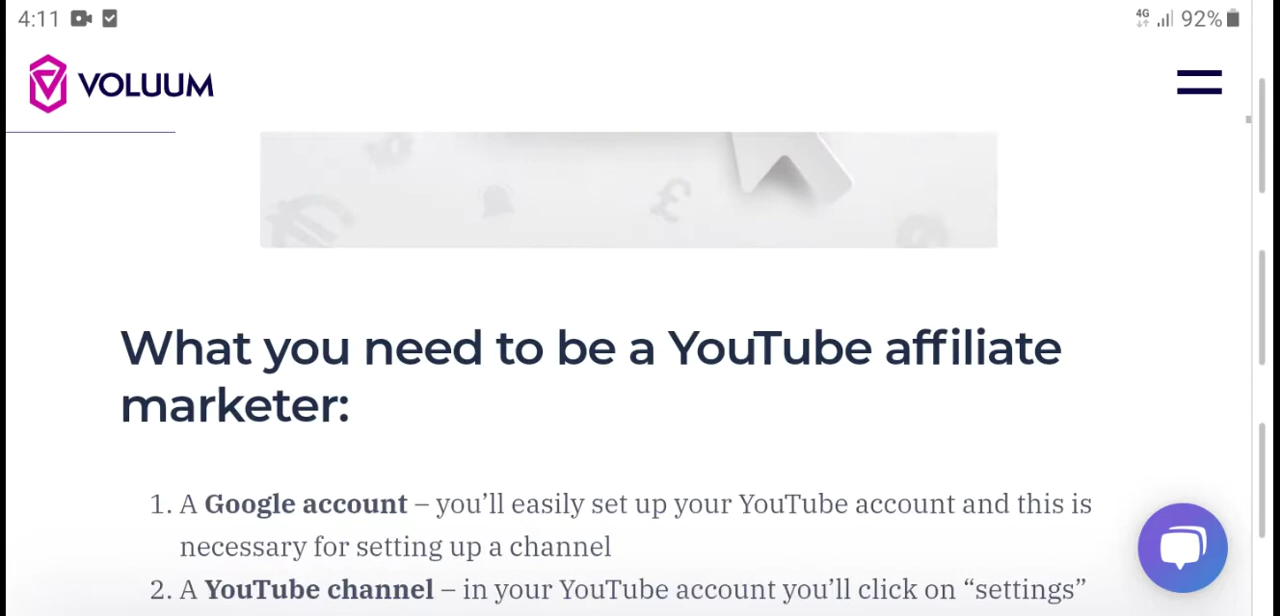 4:11
4G
92%
VOLUUM
€
£
What you need to be a YouTube affiliate
marketer:
1. A Google account – you’ll easily set up your YouTube account and this is
necessary for setting up a channel
2. A YouTube channel – in your YouTube account you’ll click on “settings”